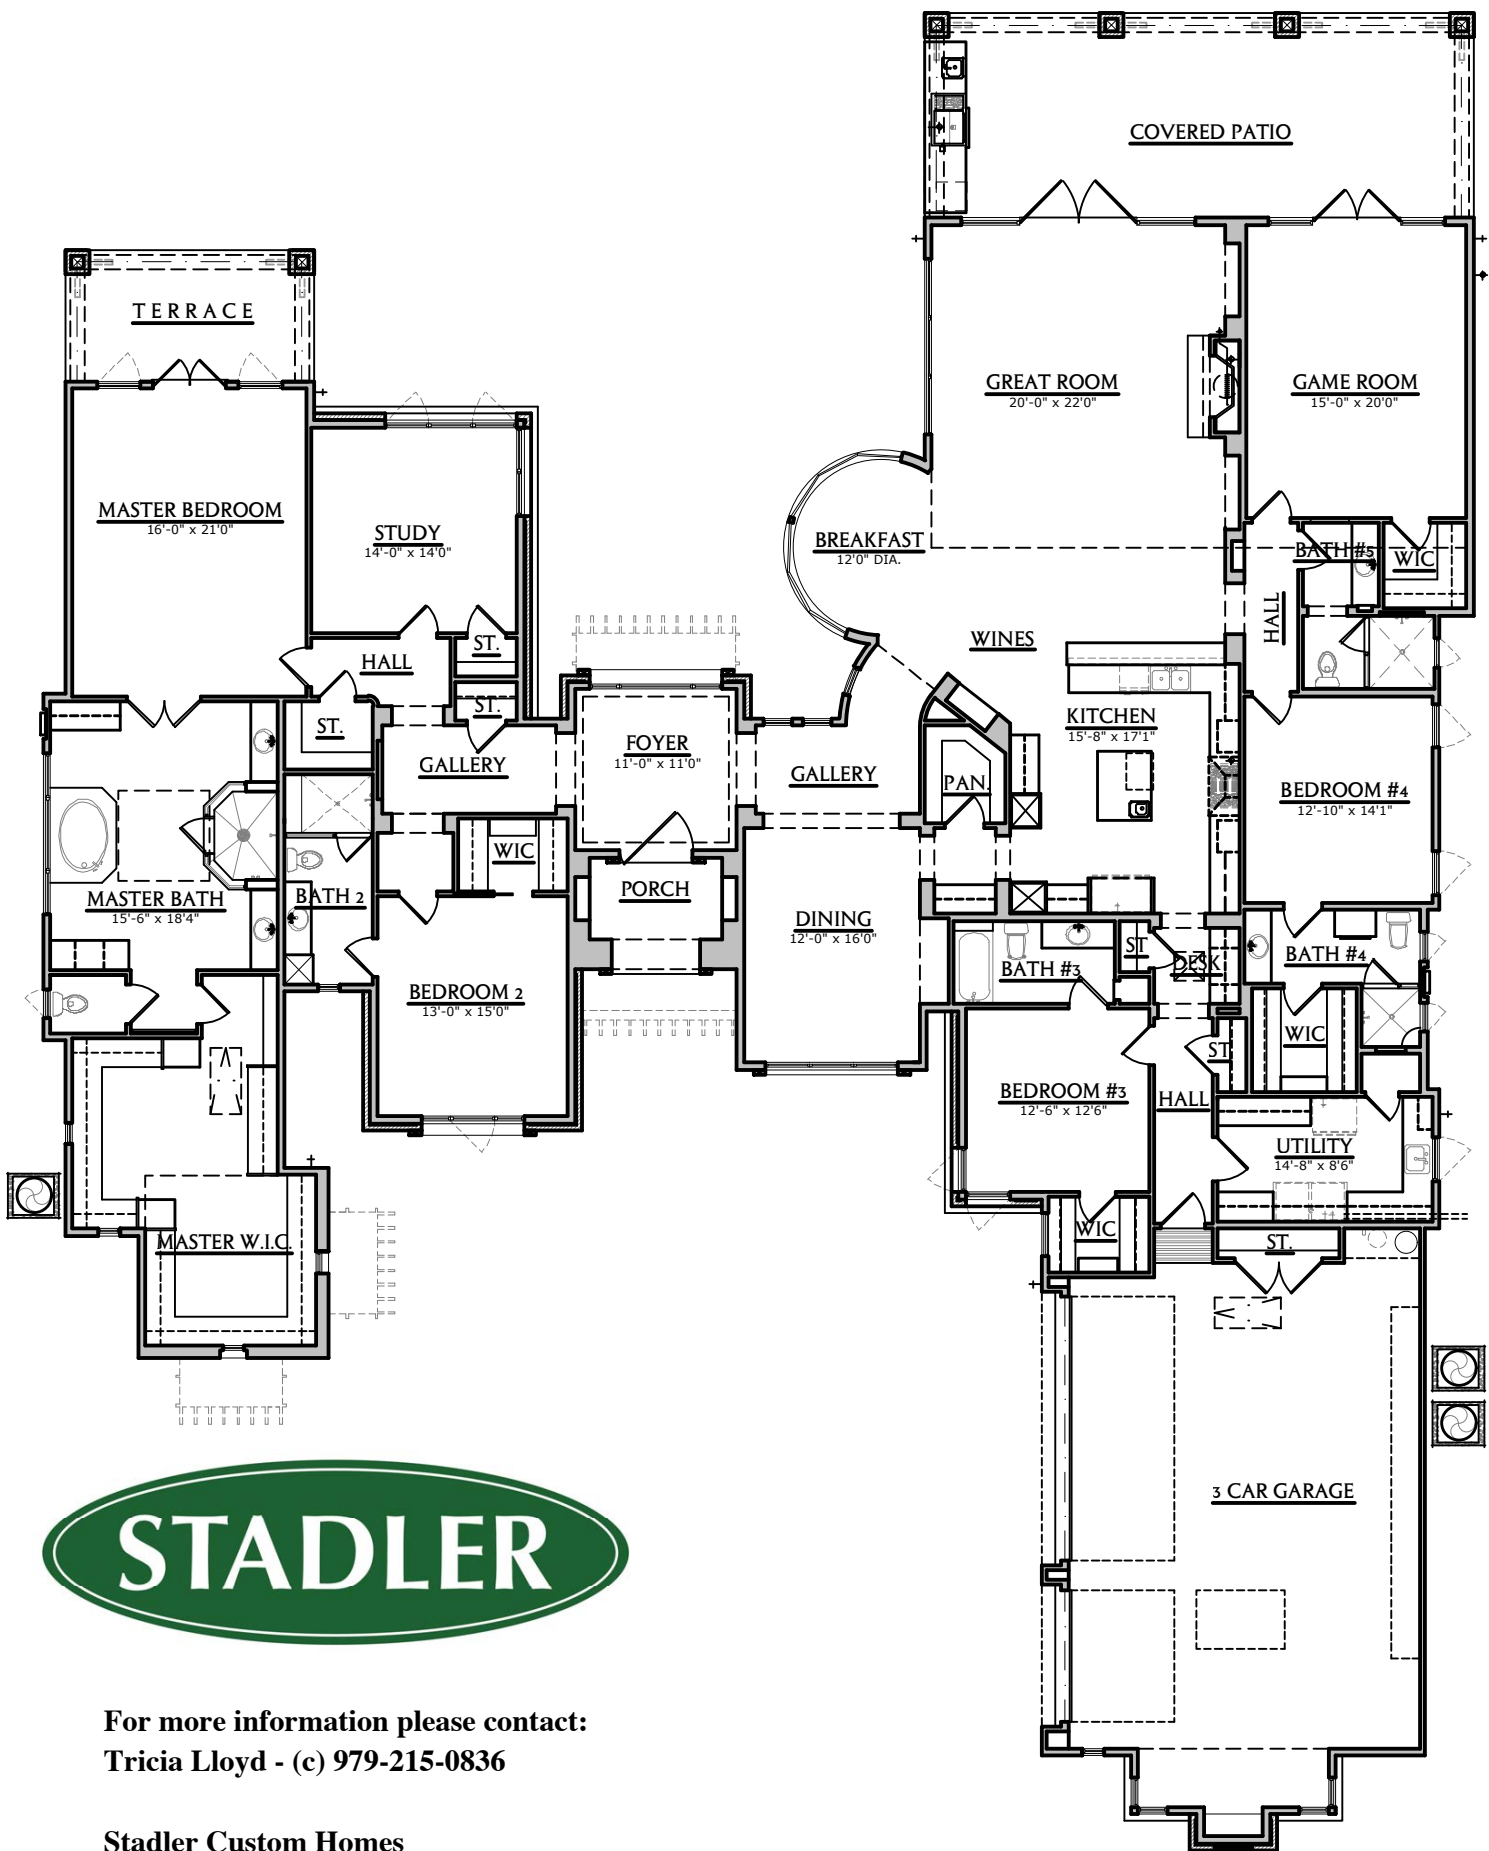 COVERED PATIO
TERRACE
GREAT ROOM
20'-0" x 22'0"
GAME ROOM
15'-0" x 20'0"
MASTER BEDROOM
16'-0" x 21'0"
STUDY
14'-0" x 14'0"
BREAKFAST
12'0" DIA.
BATH #5
WIC
HALL
WINES
ST.
HALL
ST.
ST.
KITCHEN
15'-8" x 17'1"
FOYER
11'-0" x 11'0"
GALLERY
GALLERY
PAN.
BEDROOM #4
12'-10" x 14'1"
WIC
MASTER BATH
15'-6" x 18'4"
BATH 2
PORCH
DINING
12'-0" x 16'0"
ST
DESK
BATH #3
BATH #4
BEDROOM 2
13'-0" x 15'0"
WIC
ST
BEDROOM #3
12'-6" x 12'6"
HALL
UTILITY
14'-8" x 8'6"
WIC
ST.
MASTER W.I.C.
3 CAR GARAGE
STADLER
For more information please contact:
Tricia Lloyd - (c) 979-215-0836
Stadler Custom Homes